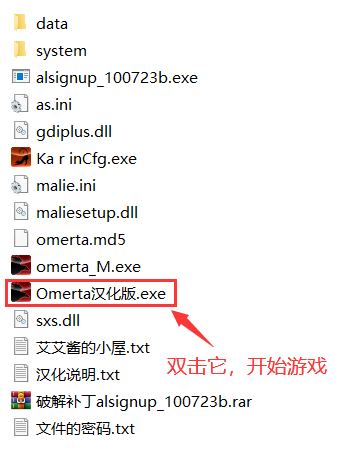 data
system
alsignup_100723b.exe
as.ini
gdiplus.dll
Ka r inCfg.exe
malie.ini
maliesetup.dll
omerta.md5
omerta_M.exe
Omerta汉化版.exe
sxs.dll
艾艾酱的小屋.txt
双击它，开始游戏
汉化说明.txt
破解补丁alsignup_100723b.rar
文件的密码.txt